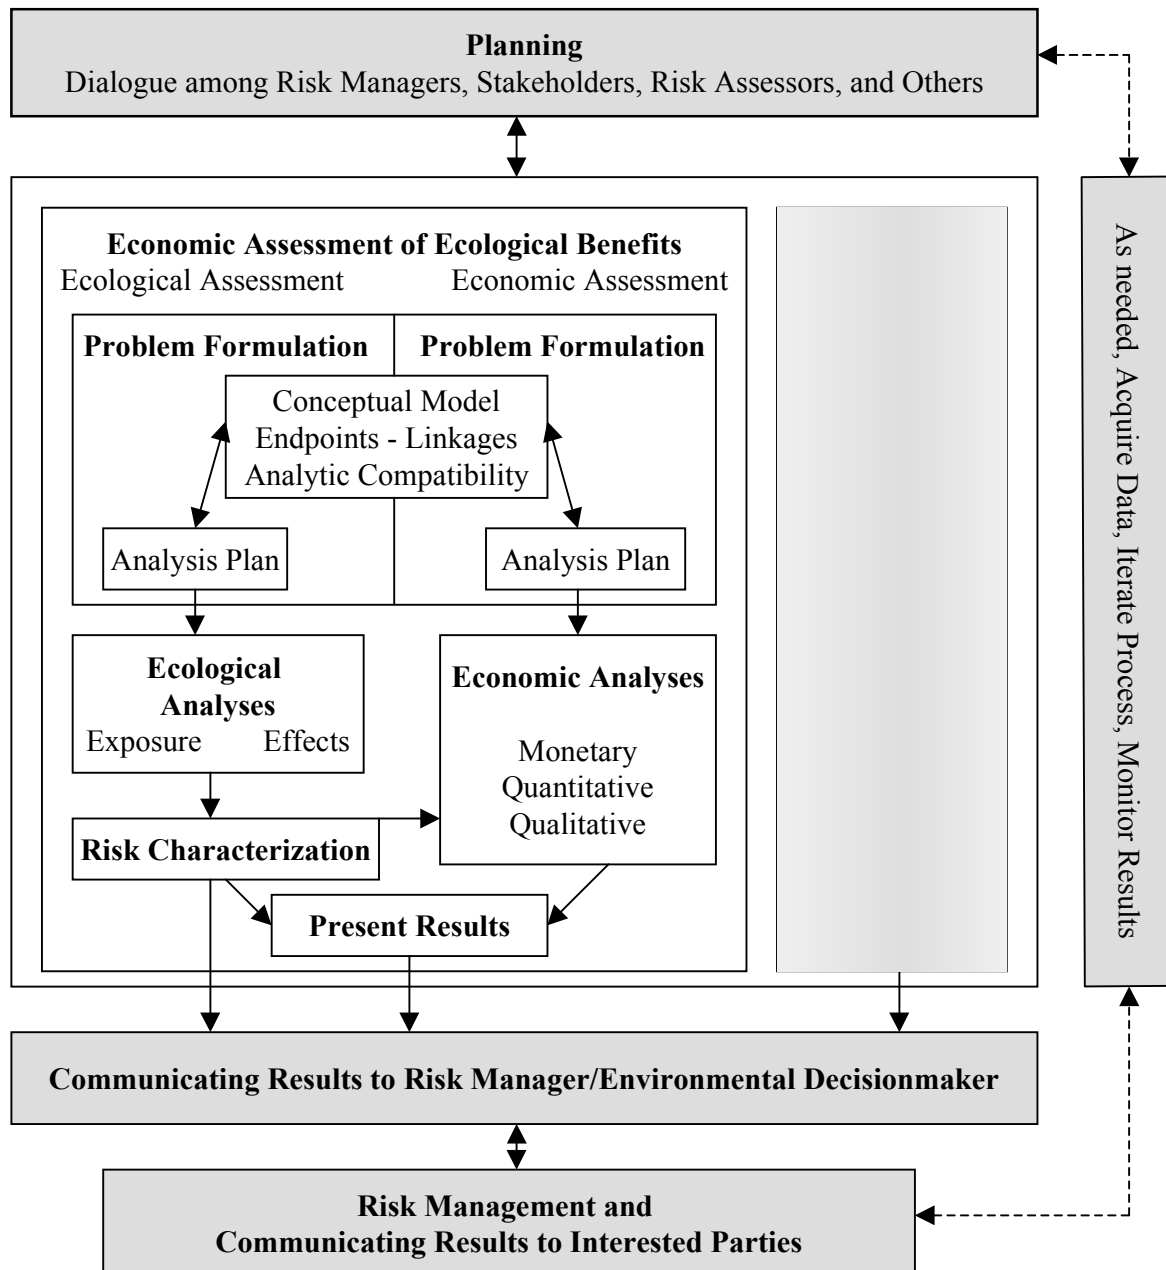 Planning
Dialogue among Risk Managers, Stakeholders, Risk Assessors, and Others
Economic Assessment of Ecological Benefits
Ecological Assessment
Economic Assessment
Problem Formulation
Problem Formulation
Conceptual Model
Endpoints - Linkages
Analytic Compatibility
Analysis Plan
Analysis Plan
Ecological
Analyses
Exposure Effects
Economic Analyses
Monetary
Quantitative
Qualitative
Risk Characterization
Present Results
As needed, Acquire Data, Iterate Process, Monitor Results
Communicating Results to Risk Manager/Environmental Decisionmaker
Risk Management and
Communicating Results to Interested Parties